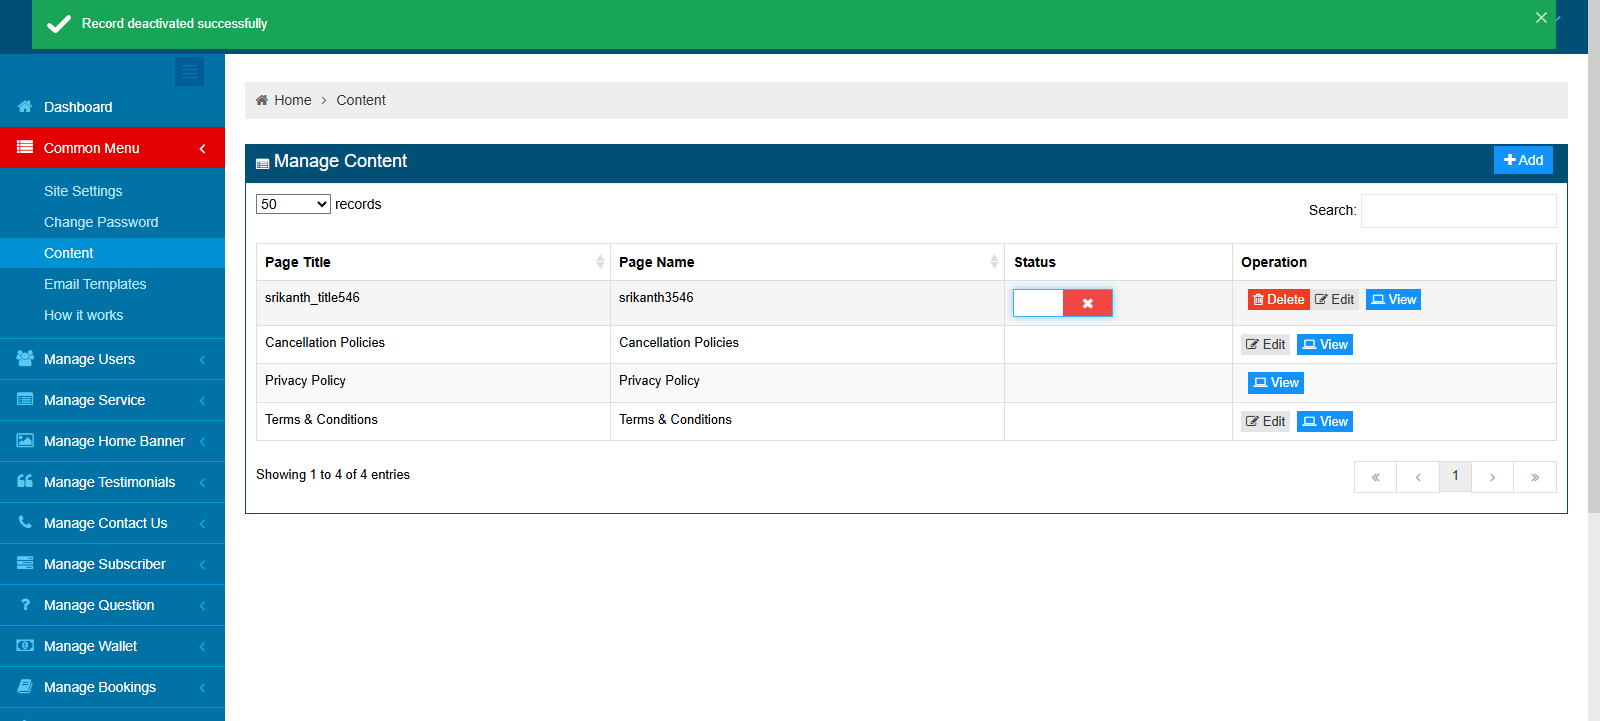 Record deactivated successfully
Dashboard
Common Menu
Site Settings
Change Password
Content
Email Templates
How it works
Manage Users
Manage Service
Manage Home Banner
Manage Testimonials
Manage Contact Us
Manage Subscriber
Manage Question
Manage Wallet
Manage Bookings
Home > Content
Manage Content
Add
50 records
Search:
Page Title Page Name Status Operation
srikanth_title546 srikanth3546 Delete Edit View
Cancellation Policies Cancellation Policies Edit View
Privacy Policy Privacy Policy View
Terms & Conditions Terms & Conditions Edit View
Showing 1 to 4 of 4 entries
« ‹ 1 › »